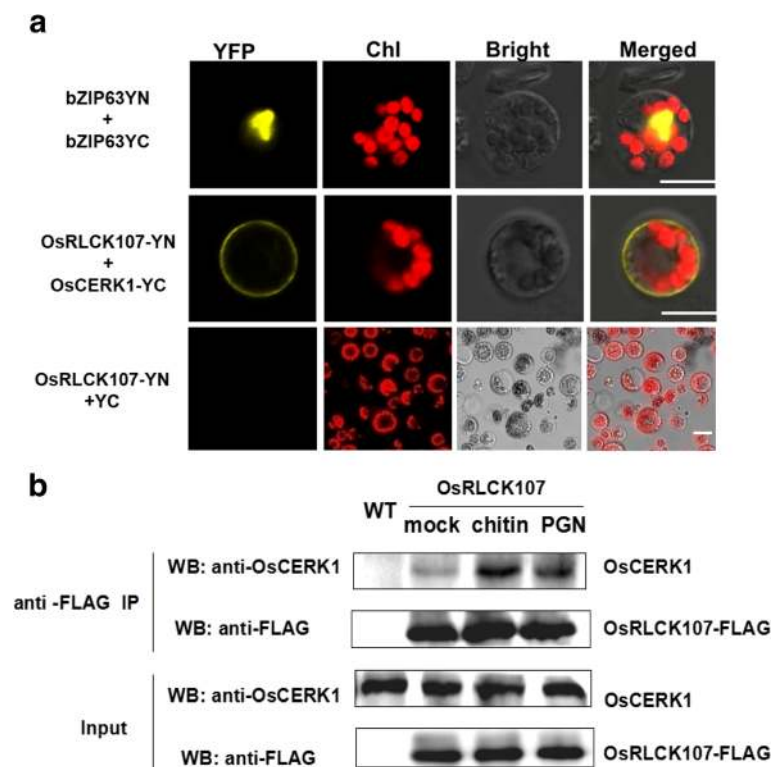 a
YFP Chl Bright Merged
bZIP63YN
+
bZIP63YC
OsRLCK107-YN
+
OsCERK1-YC
OsRLCK107-YN
+YC
b
OsRLCK107
WT mock chitin PGN
anti -FLAG IP
WB: anti-OsCERK1 OsCERK1
WB: anti-FLAG OsRLCK107-FLAG
Input
WB: anti-OsCERK1 OsCERK1
WB: anti-FLAG OsRLCK107-FLAG